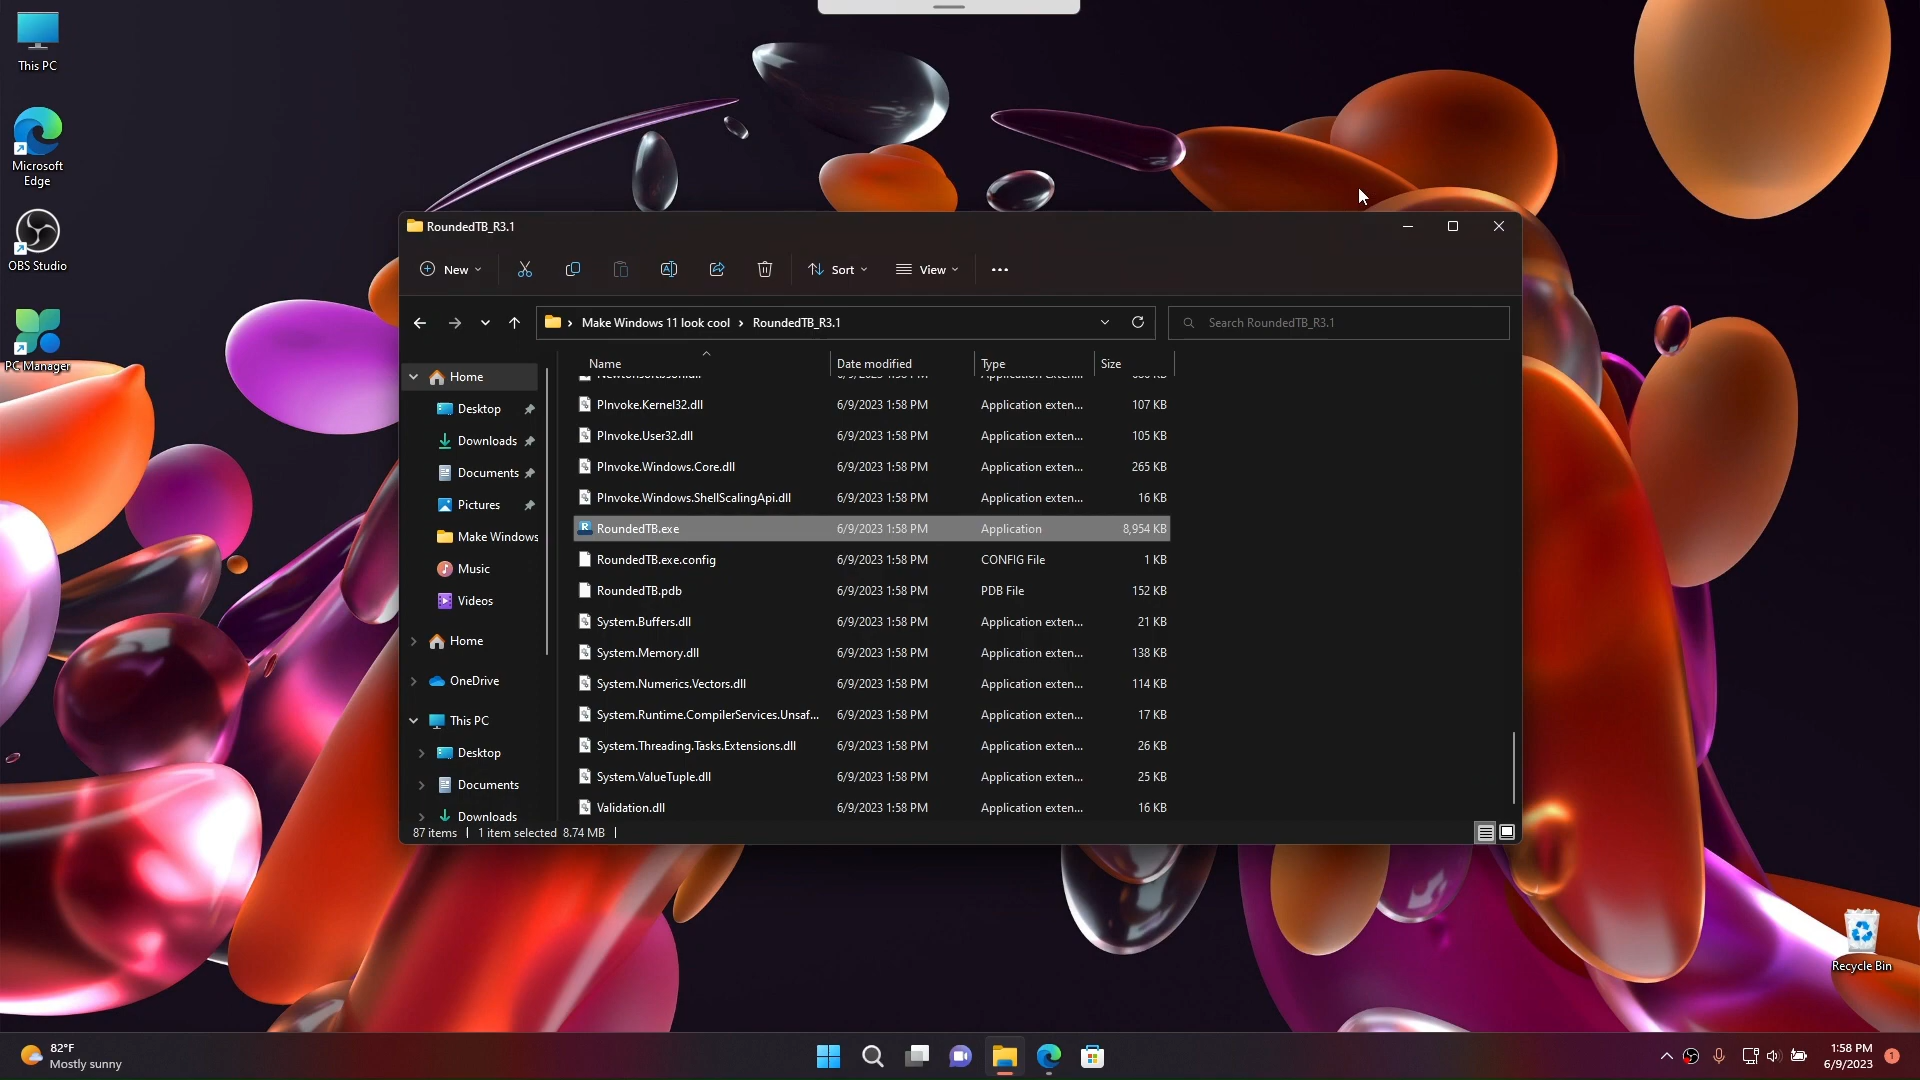 This PC
Microsoft
Edge
OBS Studio
PC Manager
RoundedTB_R3.1
New
Sort
View
Make Windows 11 look cool
RoundedTB_R3.1
Search RoundedTB_R3.1
Home
Desktop
Downloads
Documents
Pictures
Make Windows
Music
Videos
Home
OneDrive
This PC
Desktop
Documents
Downloads
Name Date modified Type Size
PInvoke.Kernel32.dll 6/9/2023 1:58 PM Application exten... 107 KB
PInvoke.User32.dll 6/9/2023 1:58 PM Application exten... 105 KB
PInvoke.Windows.Core.dll 6/9/2023 1:58 PM Application exten... 265 KB
PInvoke.Windows.ShellScalingApi.dll 6/9/2023 1:58 PM Application exten... 16 KB
RoundedTB.exe 6/9/2023 1:58 PM Application 8,954 KB
RoundedTB.exe.config 6/9/2023 1:58 PM CONFIG File 1 KB
RoundedTB.pdb 6/9/2023 1:58 PM PDB File 152 KB
System.Buffers.dll 6/9/2023 1:58 PM Application exten... 21 KB
System.Memory.dll 6/9/2023 1:58 PM Application exten... 138 KB
System.Numerics.Vectors.dll 6/9/2023 1:58 PM Application exten... 114 KB
System.Runtime.CompilerServices.Unsaf... 6/9/2023 1:58 PM Application exten... 17 KB
System.Threading.Tasks.Extensions.dll 6/9/2023 1:58 PM Application exten... 26 KB
System.ValueTuple.dll 6/9/2023 1:58 PM Application exten... 25 KB
Validation.dll 6/9/2023 1:58 PM Application exten... 16 KB
87 items 1 item selected 8.74 MB
Recycle Bin
82°F
Mostly sunny
1:58 PM
6/9/2023
1